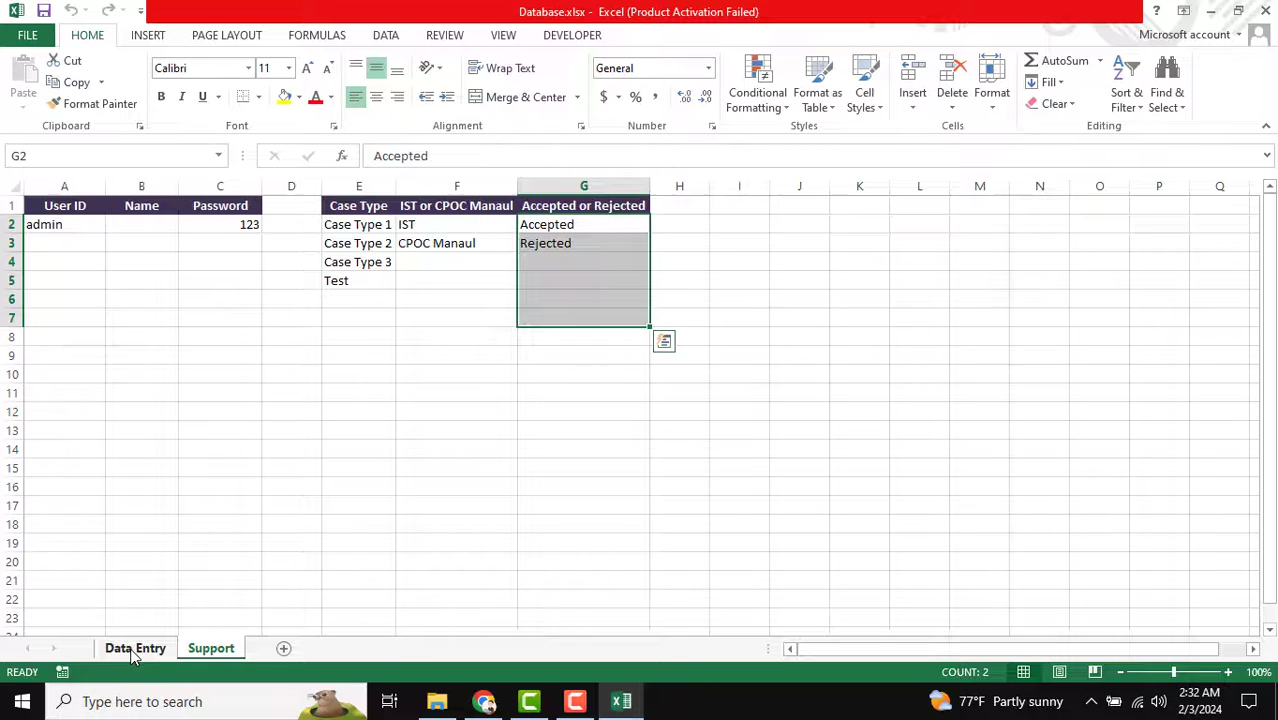 Database.xlsx - Excel (Product Activation Failed)
FILE HOME INSERT PAGE LAYOUT FORMULAS DATA REVIEW VIEW DEVELOPER Microsoft account
Paste
Cut
Copy
Format Painter
Clipboard
Calibri 11
B I U
Font
Wrap Text
Merge & Center
Alignment
General
$ % ,
Number
Conditional Formatting
Format as Table
Cell Styles
Styles
Insert Delete Format
Cells
AutoSum
Fill
Clear
Sort & Filter
Find & Select
Editing
G2 fx Accepted
A B C D E F G H I J K L M N O P Q
1 User ID Name Password Case Type IST or CPOC Manaul Accepted or Rejected
2 admin 123 Case Type 1 IST Accepted
3 Case Type 2 CPOC Manaul Rejected
4 Case Type 3
5 Test
6
7
8
9
10
11
12
13
14
15
16
17
18
19
20
21
22
23
Data Entry Support
READY COUNT: 2 100%
Type here to search 77°F Partly sunny 2:32 AM
2/3/2024